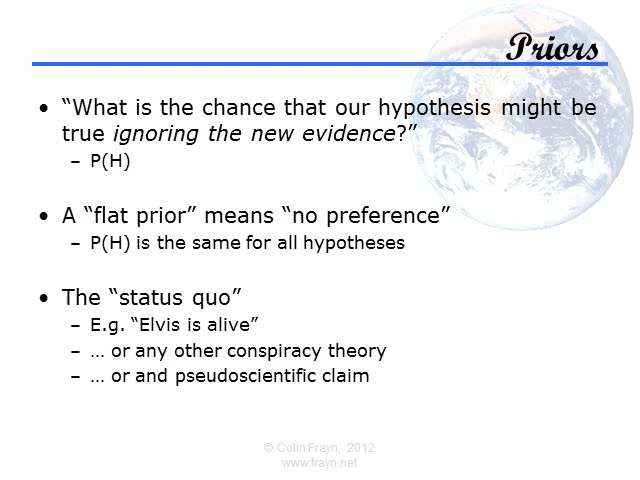 Priors
• “What is the chance that our hypothesis might be
true ignoring the new evidence?”
– P(H)
• A “flat prior” means “no preference”
– P(H) is the same for all hypotheses
• The “status quo”
– E.g. “Elvis is alive”
– … or any other conspiracy theory
– … or and pseudoscientific claim
© Colin Frayn, 2012
www.frayn.net